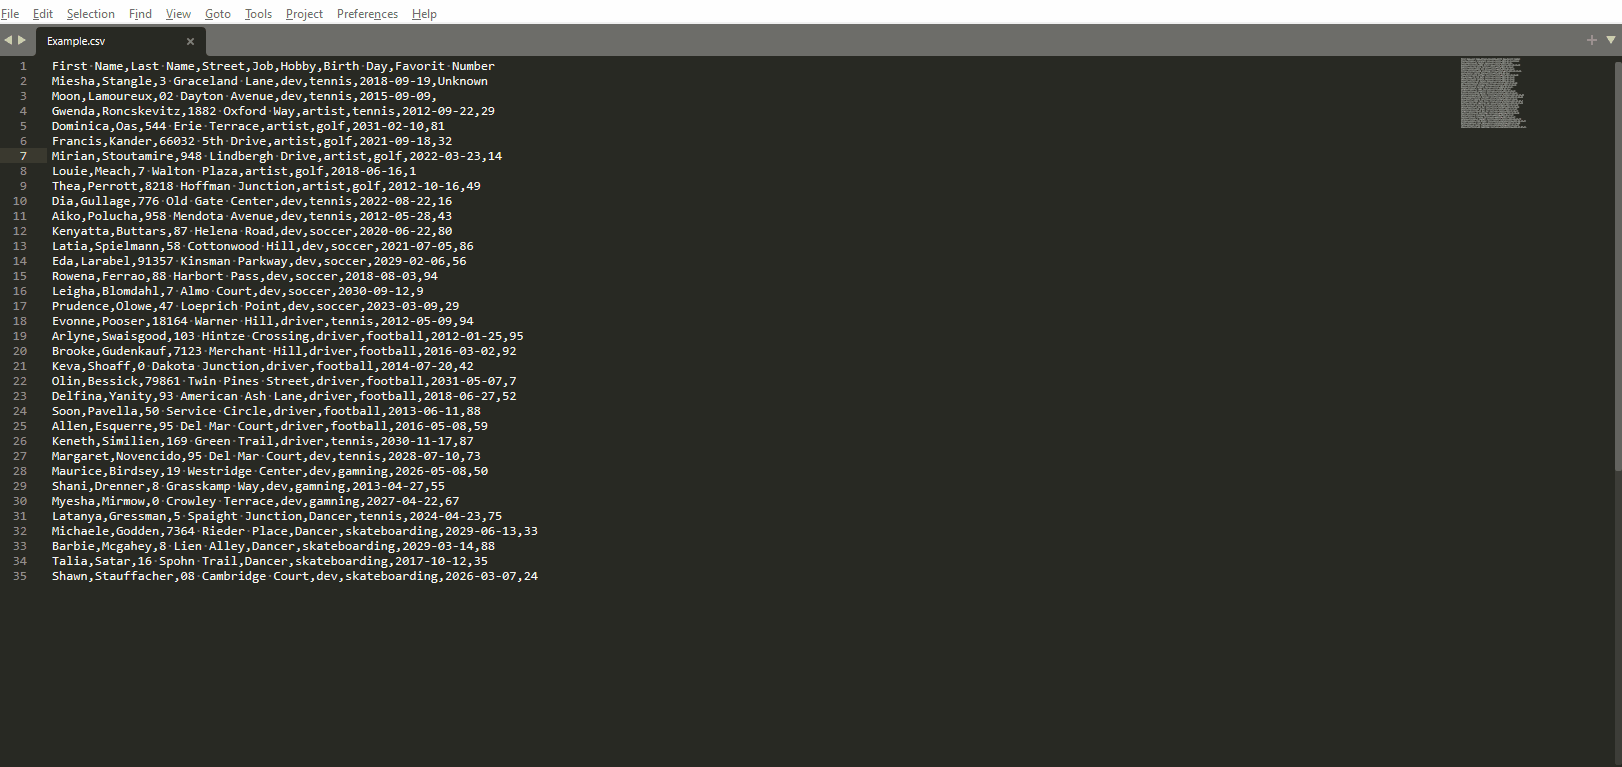 File Edit Selection Find View Goto Tools Project Preferences Help
Example.csv
1 First Name,Last Name,Street,Job,Hobby,Birth Day,Favorit Number
2 Miesha,Stangle,3 Graceland Lane,dev,tennis,2018-09-19,Unknown
3 Moon,Lamoureux,02 Dayton Avenue,dev,tennis,2015-09-09,
4 Gwenda,Roncskevitz,1882 Oxford Way,artist,tennis,2012-09-22,29
5 Dominica,Oas,544 Erie Terrace,artist,golf,2031-02-10,81
6 Francis,Kander,66032 5th Drive,artist,golf,2021-09-18,32
7 Mirian,Stoutamire,948 Lindbergh Drive,artist,golf,2022-03-23,14
8 Louie,Meach,7 Walton Plaza,artist,golf,2018-06-16,1
9 Thea,Perrott,8218 Hoffman Junction,artist,golf,2012-10-16,49
10 Dia,Gullage,776 Old Gate Center,dev,tennis,2022-08-22,16
11 Aiko,Polucha,958 Mendota Avenue,dev,tennis,2012-05-28,43
12 Kenyatta,Buttars,87 Helena Road,dev,soccer,2020-06-22,80
13 Latia,Spielmann,58 Cottonwood Hill,dev,soccer,2021-07-05,86
14 Eda,Larabel,91357 Kinsman Parkway,dev,soccer,2029-02-06,56
15 Rowena,Ferrao,88 Harbort Pass,dev,soccer,2018-08-03,94
16 Leigha,Blomdahl,7 Almo Court,dev,soccer,2030-09-12,9
17 Prudence,Olowe,47 Loeprich Point,dev,soccer,2023-03-09,29
18 Evonne,Pooser,18164 Warner Hill,driver,tennis,2012-05-09,94
19 Arlyne,Swaisgood,103 Hintze Crossing,driver,football,2012-01-25,95
20 Brooke,Gudenkauf,7123 Merchant Hill,driver,football,2016-03-02,92
21 Keva,Shoaff,0 Dakota Junction,driver,football,2014-07-20,42
22 Olin,Bessick,79861 Twin Pines Street,driver,football,2031-05-07,7
23 Delfina,Yanity,93 American Ash Lane,driver,football,2018-06-27,52
24 Soon,Pavella,50 Service Circle,driver,football,2013-06-11,88
25 Allen,Esquerre,95 Del Mar Court,driver,football,2016-05-08,59
26 Keneth,Similien,169 Green Trail,driver,tennis,2030-11-17,87
27 Margaret,Novencido,95 Del Mar Court,dev,tennis,2028-07-10,73
28 Maurice,Birdsey,19 Westridge Center,dev,gamning,2026-05-08,50
29 Shani,Drenner,8 Grasskamp Way,dev,gamning,2013-04-27,55
30 Myesha,Mirmow,0 Crowley Terrace,dev,gamning,2027-04-22,67
31 Latanya,Gressman,5 Spaight Junction,Dancer,tennis,2024-04-23,75
32 Michaele,Godden,7364 Rieder Place,Dancer,skateboarding,2029-06-13,33
33 Barbie,Mcgahey,8 Lien Alley,Dancer,skateboarding,2029-03-14,88
34 Talia,Satar,16 Spohn Trail,Dancer,skateboarding,2017-10-12,35
35 Shawn,Stauffacher,08 Cambridge Court,dev,skateboarding,2026-03-07,24